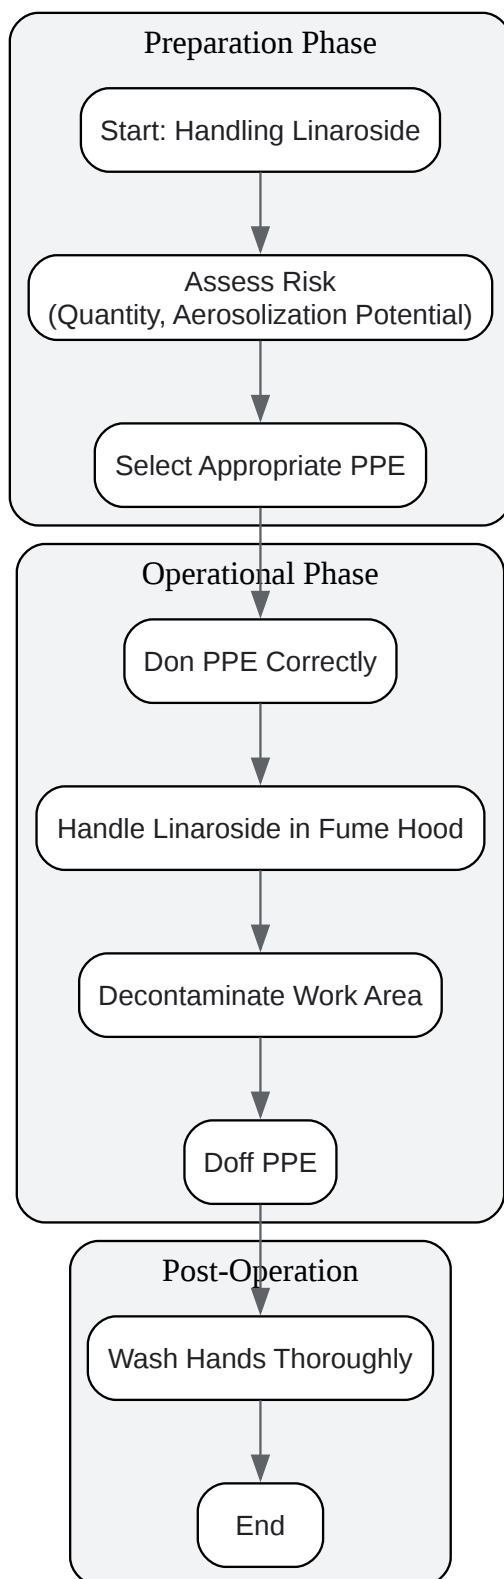 Preparation Phase
Start: Handling Linaroside
Assess Risk
(Quantity, Aerosolization Potential)
Select Appropriate PPE
Operational Phase
Don PPE Correctly
Handle Linaroside in Fume Hood
Decontaminate Work Area
Doff PPE
Post-Operation
Wash Hands Thoroughly
End